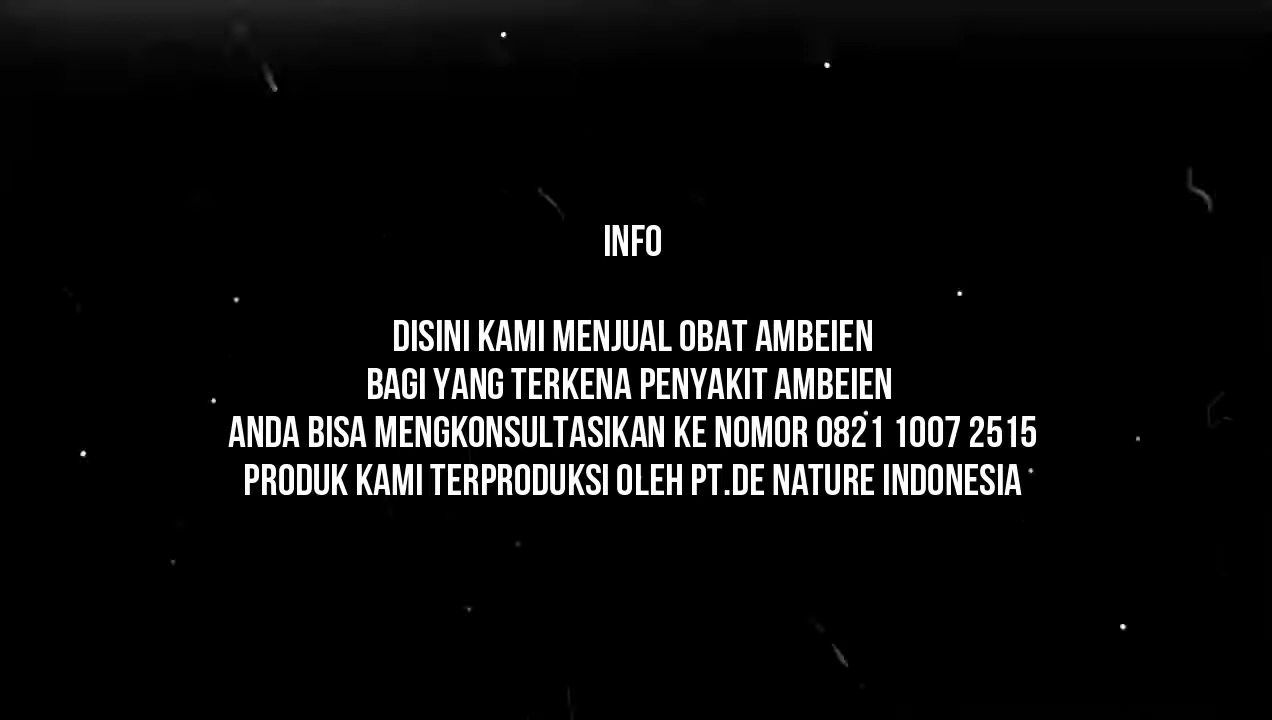 INFO
DISINI KAMI MENJUAL OBAT AMBEIEN
BAGI YANG TERKENA PENYAKIT AMBEIEN
ANDA BISA MENGKONSULTASIKAN KE NOMOR 0821 1007 2515
PRODUK KAMI TERPRODUKSI OLEH PT.DE NATURE INDONESIA